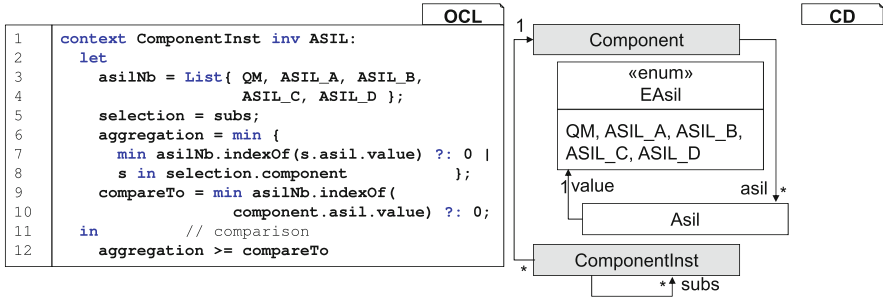 OCL
1 context ComponentInst inv ASIL:
2 let
3 asilNb = List{ QM, ASIL_A, ASIL_B,
4 ASIL_C, ASIL_D };
5 selection = subs;
6 aggregation = min {
7 min asilNb.indexOf(s.asil.value) ?: 0 |
8 s in selection.component };
9 compareTo = min asilNb.indexOf(
10 component.asil.value) ?: 0;
11 in // comparison
12 aggregation >= compareTo
CD
1
Component
«enum»
EAsil
QM, ASIL_A, ASIL_B,
ASIL_C, ASIL_D
1 value
asil *
Asil
ComponentInst
*
* subs